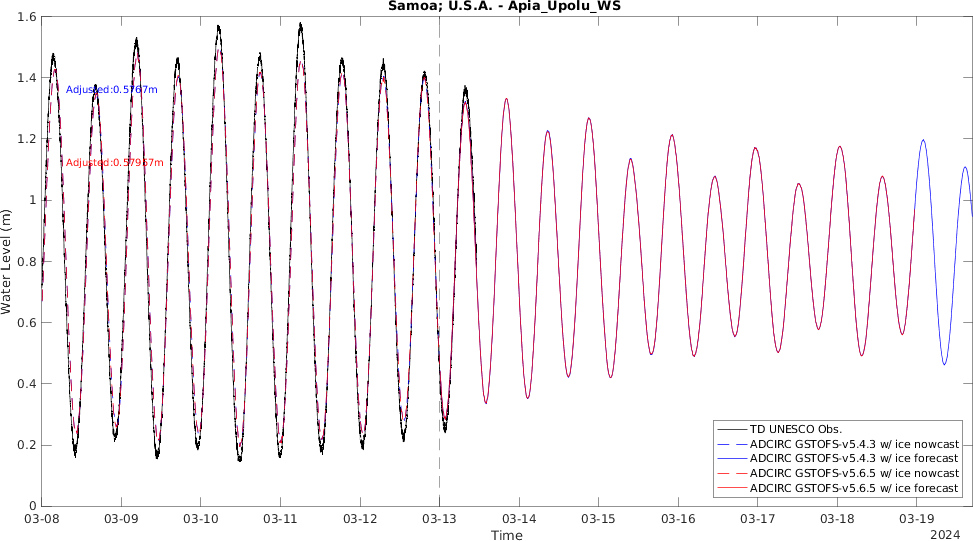 Samoa; U.S.A. - Apia_Upolu_WS
1.6
1.4
Adjusted:0.5767m
1.2
Adjusted:0.57957m
1
Water Level (m)
0.8
0.6
0.4
TD UNESCO Obs.
0.2
ADCIRC GSTOFS-v5.4.3 w/ ice nowcast
ADCIRC GSTOFS-v5.4.3 w/ ice forecast
ADCIRC GSTOFS-v5.6.5 w/ ice nowcast
ADCIRC GSTOFS-v5.6.5 w/ ice forecast
0
03-08 03-09 03-10 03-11 03-12 03-13 03-14 03-15 03-16 03-17 03-18 03-19
Time
2024